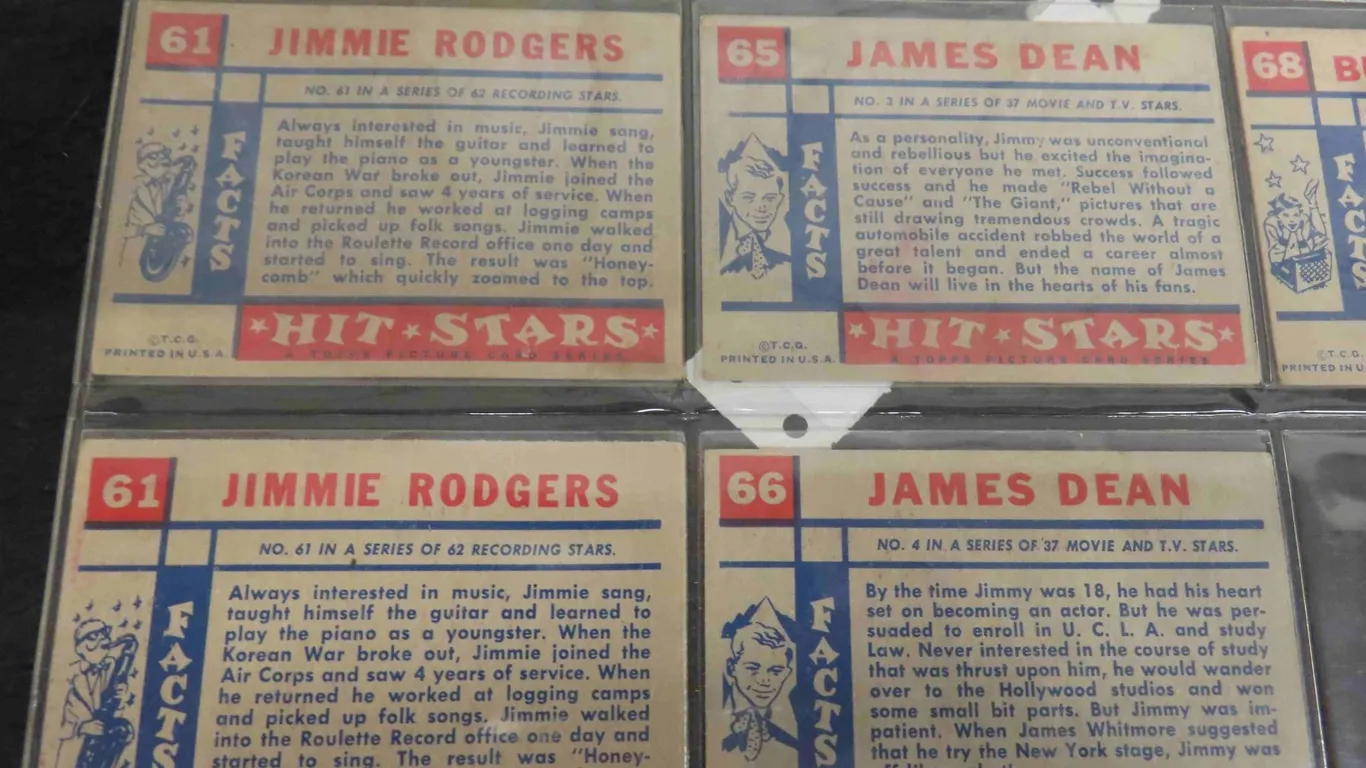 61
JIMMIE RODGERS
NO. 61 IN A SERIES OF 62 RECORDING STARS.
FACTS
Always interested in music, Jimmie sang,
taught himself the guitar and learned to
play the piano as a youngster. When the
Korean War broke out, Jimmie joined the
Air Corps and saw 4 years of service. When
he returned he worked at logging camps
and picked up folk songs. Jimmie walked
into the Roulette Record office one day and
started to sing. The result was "Honey-
comb" which quickly zoomed to the top.
©T.C.G.
PRINTED IN U.S.A.
HIT STARS
A TOPPS PICTURE CARD SERIES
65
JAMES DEAN
NO. 3 IN A SERIES OF 37 MOVIE AND T.V. STARS.
FACTS
As a personality, Jimmy was unconventional
and rebellious but he excited the imagina-
tion of everyone he met. Success followed
success and he made "Rebel Without a
Cause" and "The Giant," pictures that are
still drawing tremendous crowds. A tragic
automobile accident robbed the world of a
great talent and ended a career almost
before it began. But the name of James
Dean will live in the hearts of his fans.
©T.C.G.
PRINTED IN U.S.A.
HIT STARS
A TOPPS PICTURE CARD SERIES
68
FACTS
©T.C.G.
PRINTED IN U
61
JIMMIE RODGERS
NO. 61 IN A SERIES OF 62 RECORDING STARS.
FACTS
Always interested in music, Jimmie sang,
taught himself the guitar and learned to
play the piano as a youngster. When the
Korean War broke out, Jimmie joined the
Air Corps and saw 4 years of service. When
he returned he worked at logging camps
and picked up folk songs. Jimmie walked
into the Roulette Record office one day and
started to sing. The result was "Honey-
66
JAMES DEAN
NO. 4 IN A SERIES OF 37 MOVIE AND T.V. STARS.
FACTS
By the time Jimmy was 18, he had his heart
set on becoming an actor. But he was per-
suaded to enroll in U. C. L. A. and study
Law. Never interested in the course of study
that was thrust upon him, he would wander
over to the Hollywood studios and won
some small bit parts. But Jimmy was im-
patient. When James Whitmore suggested
that he try the New York stage, Jimmy was